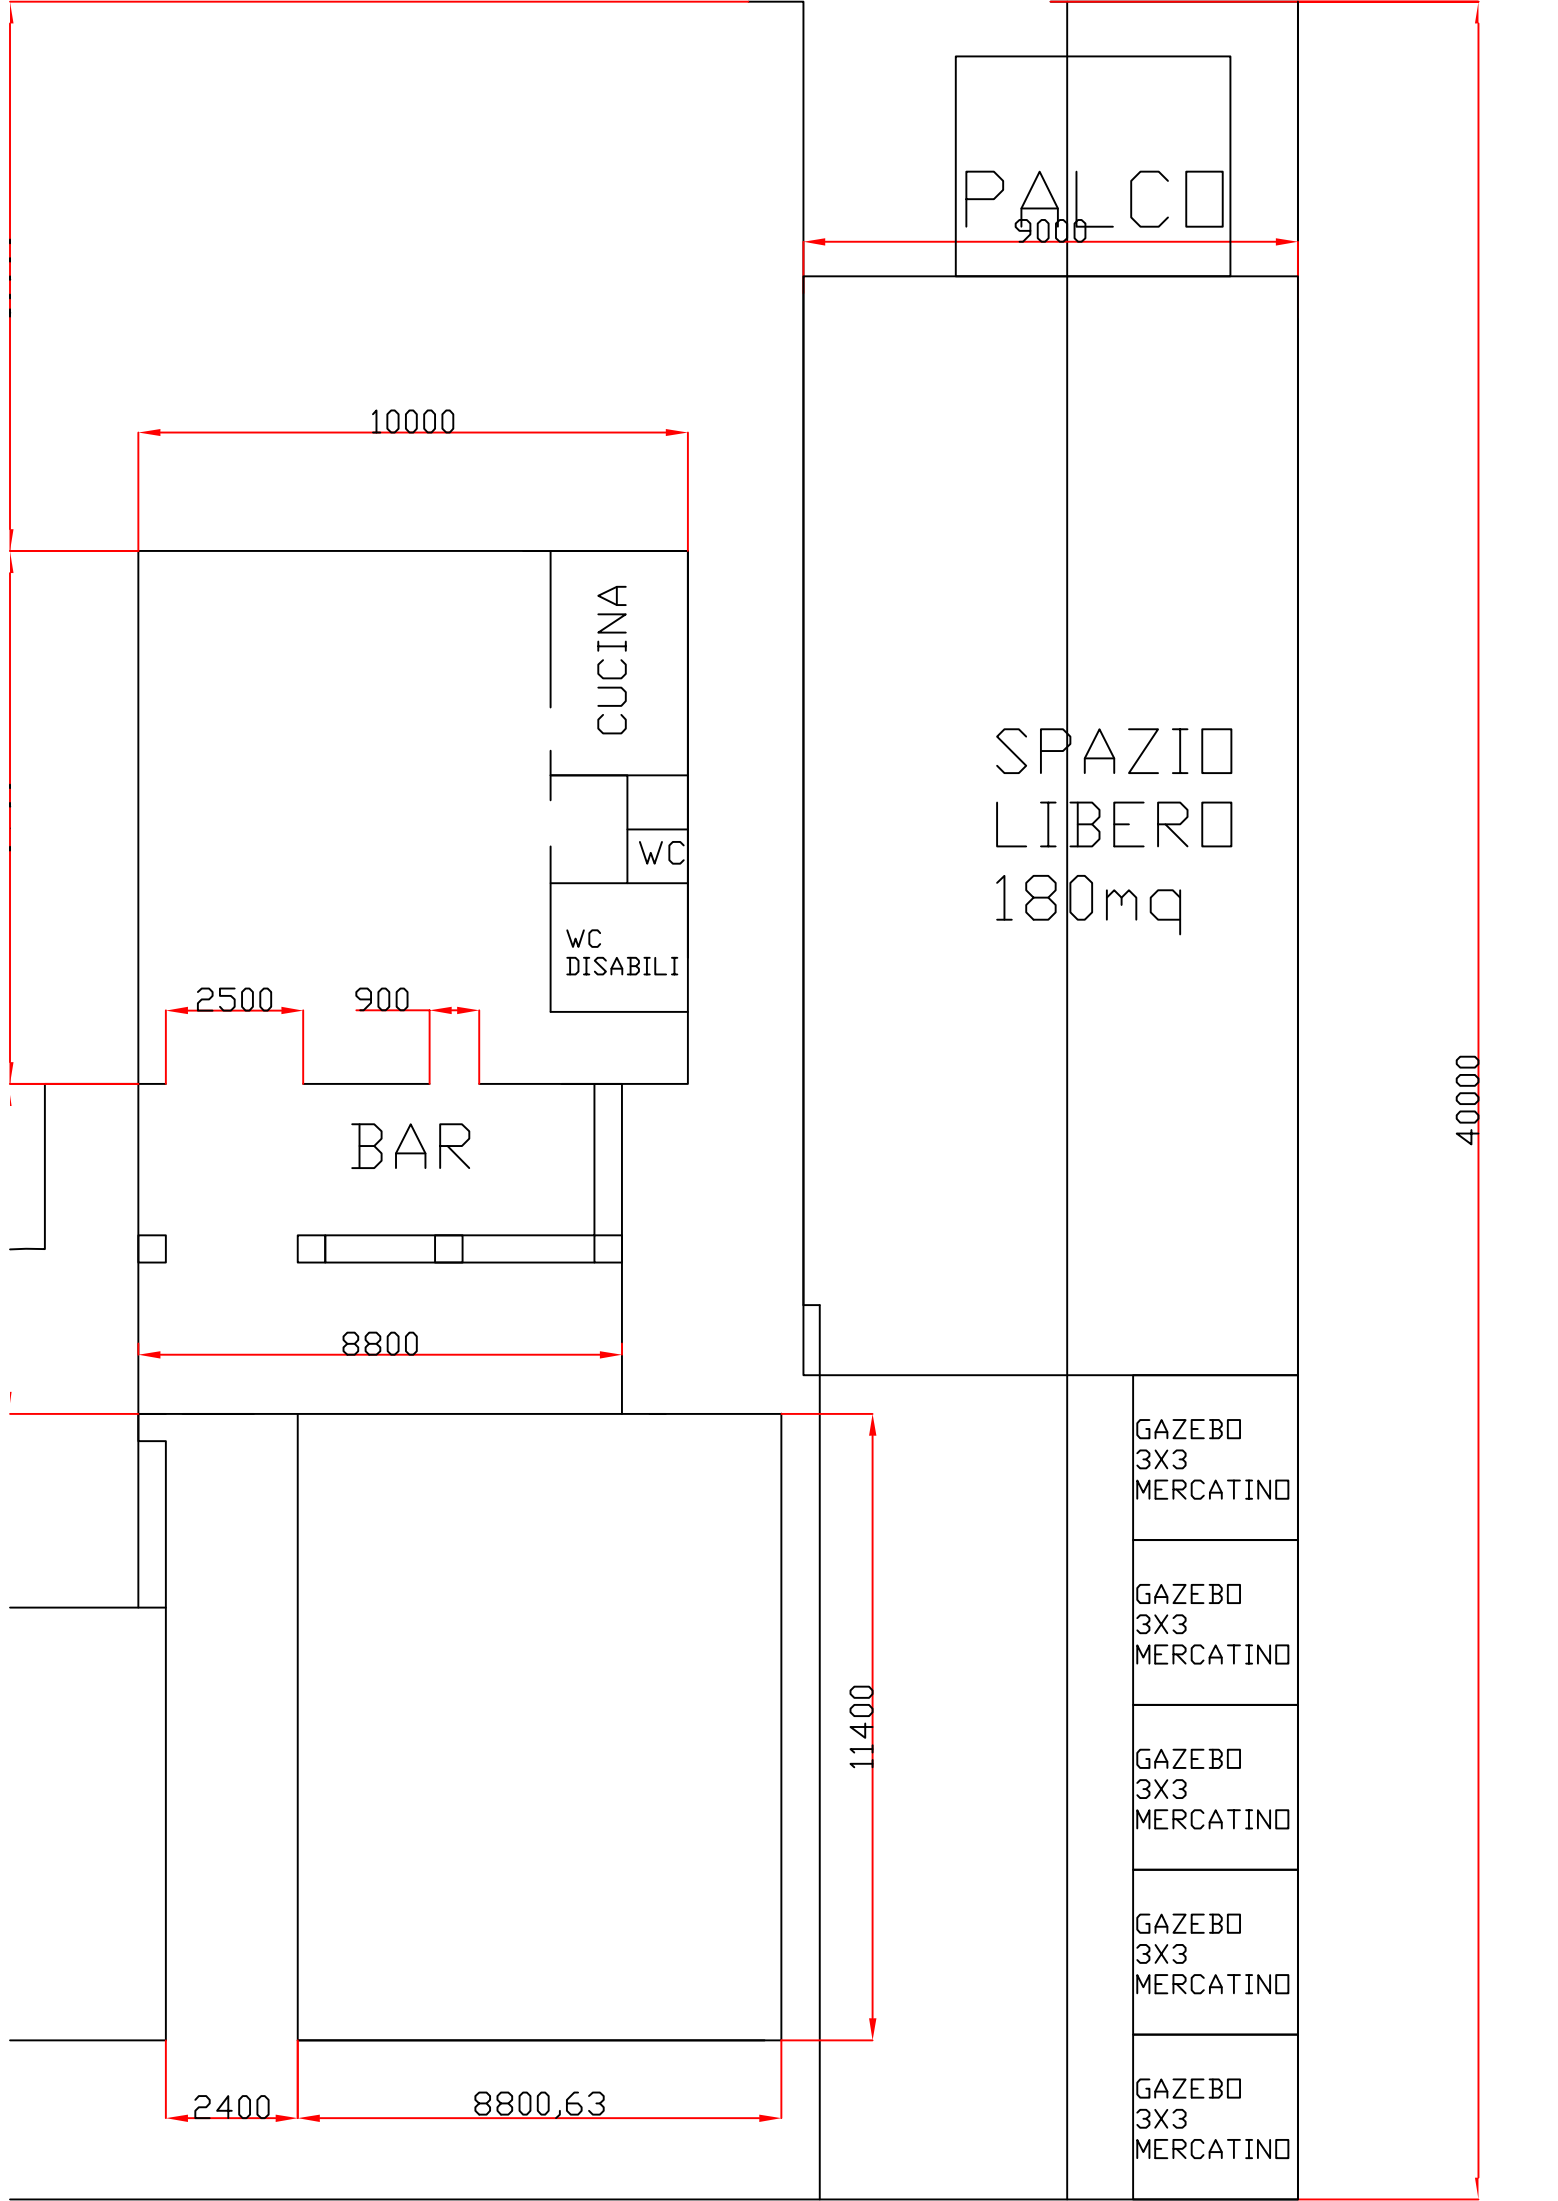 PALCO
9000
10000
CUCINA
SPAZIO
LIBERO
180mq
WC
WC
DISABILI
2500
900
40000
BAR
8800
GAZEBO
3X3
MERCATINO
GAZEBO
3X3
MERCATINO
11400
GAZEBO
3X3
MERCATINO
GAZEBO
3X3
MERCATINO
GAZEBO
3X3
MERCATINO
2400
8800,63